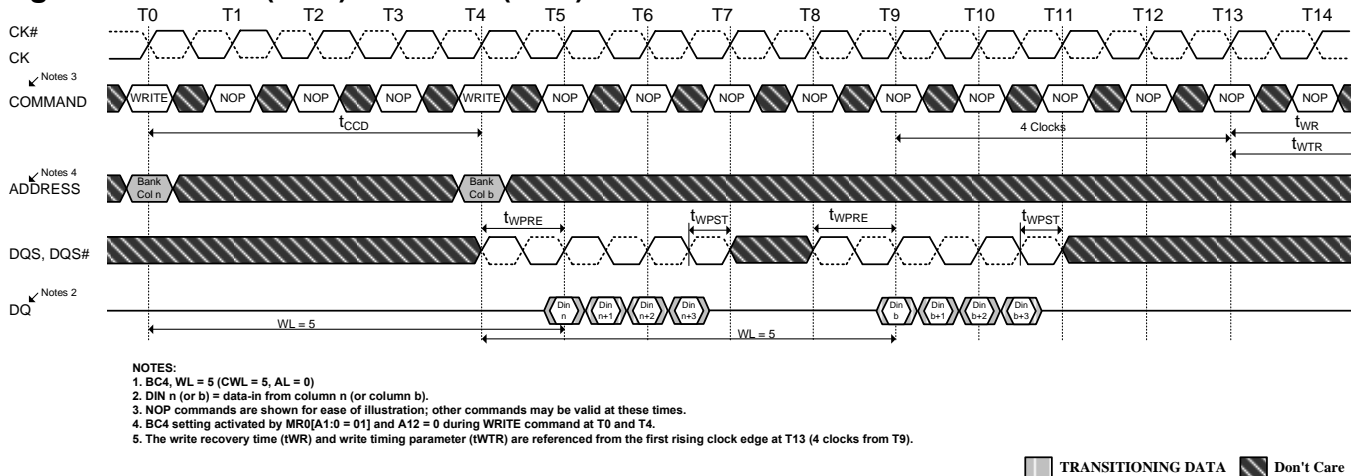 T0 T1 T2 T3 T4 T5 T6 T7 T8 T9 T10 T11 T12 T13 T14
CK#
CK
Notes 3
COMMAND
WRITE NOP NOP NOP WRITE NOP NOP NOP NOP NOP NOP NOP NOP NOP NOP
tCCD
4 Clocks
tWR
tWTR
Notes 4
ADDRESS
Bank
Col n
Bank
Col b
tWPRE tWPST tWPRE tWPST
DQS, DQS#
Notes 2
DQ
Din
n
Din
n+1
Din
n+2
Din
n+3
Din
b
Din
b+1
Din
b+2
Din
b+3
WL = 5
WL = 5
NOTES:
1. BC4, WL = 5 (CWL = 5, AL = 0)
2. DIN n (or b) = data-in from column n (or column b).
3. NOP commands are shown for ease of illustration; other commands may be valid at these times.
4. BC4 setting activated by MR0[A1:0 = 01] and A12 = 0 during WRITE command at T0 and T4.
5. The write recovery time (tWR) and write timing parameter (tWTR) are referenced from the first rising clock edge at T13 (4 clocks from T9).
TRANSITIONING DATA Don't Care